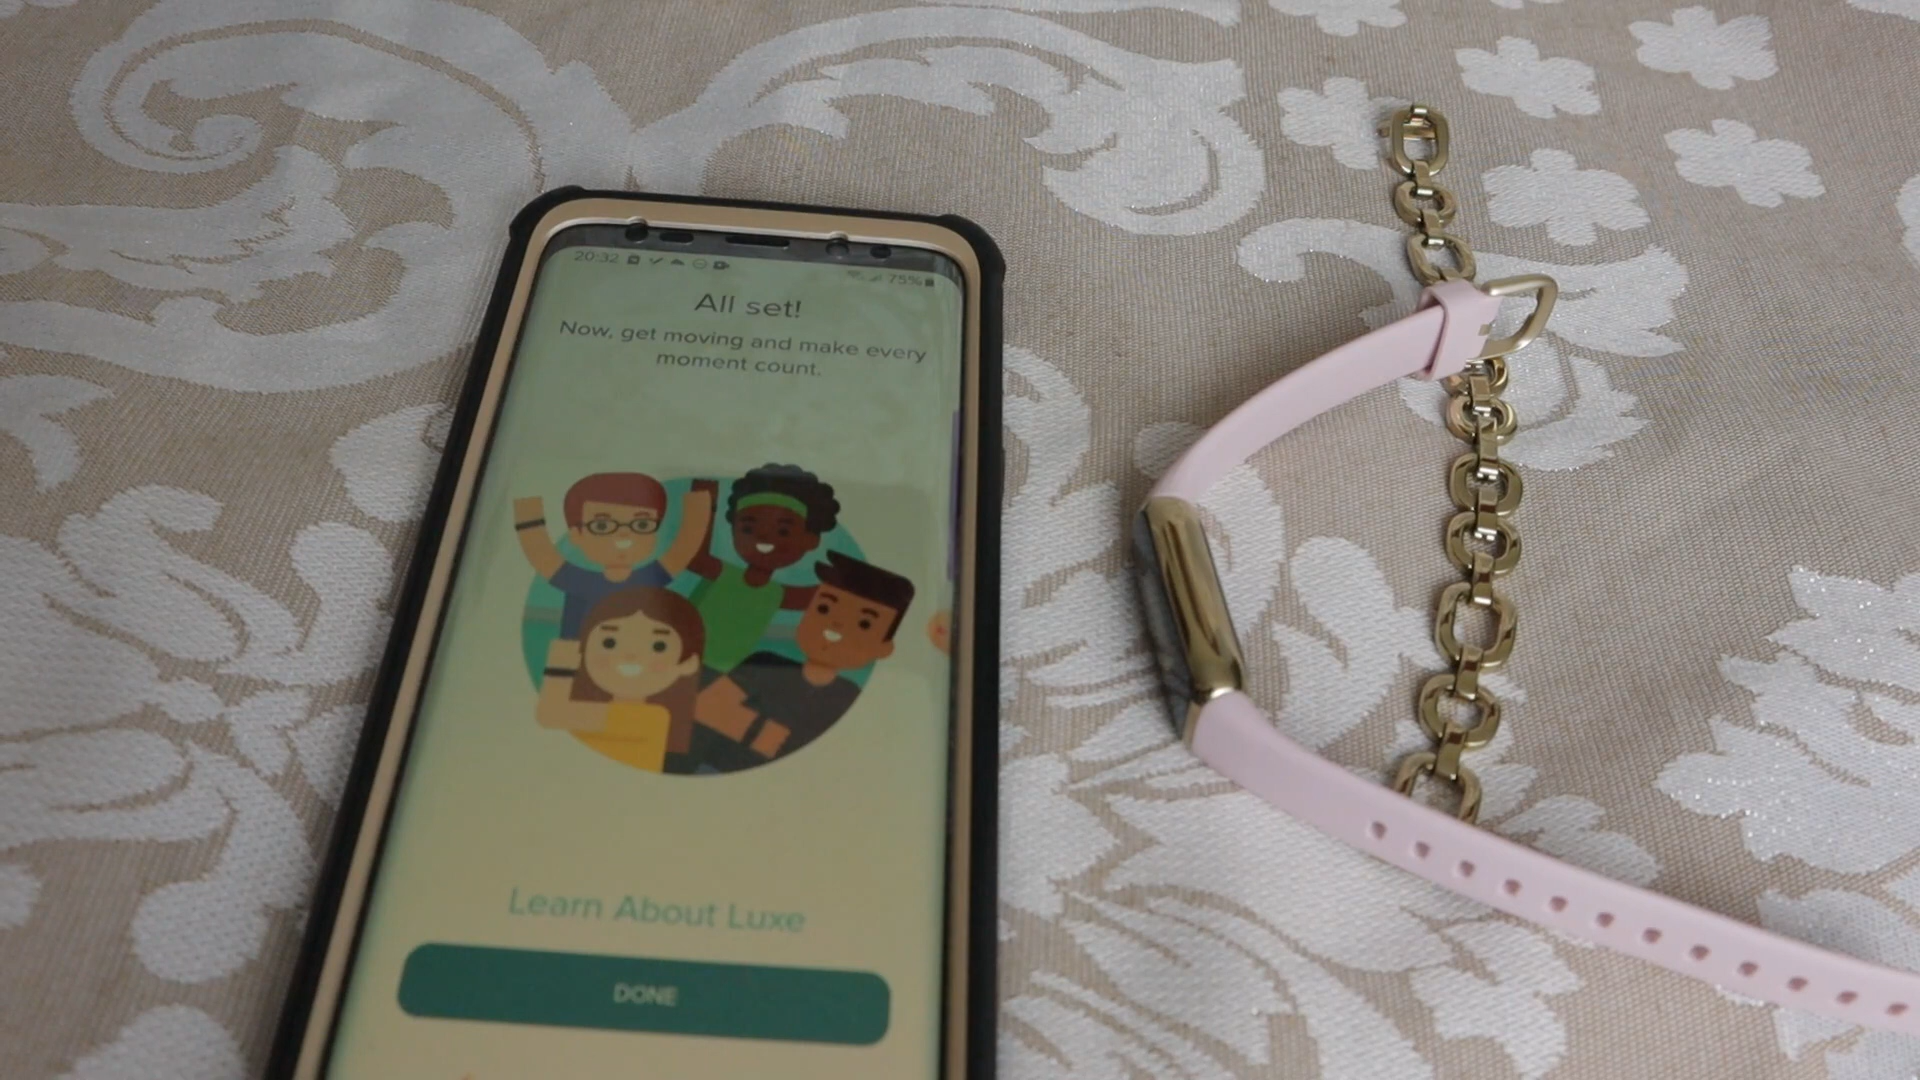 20:32
75%
All set!
Now, get moving and make every
moment count.
Learn About Luxe
DONE